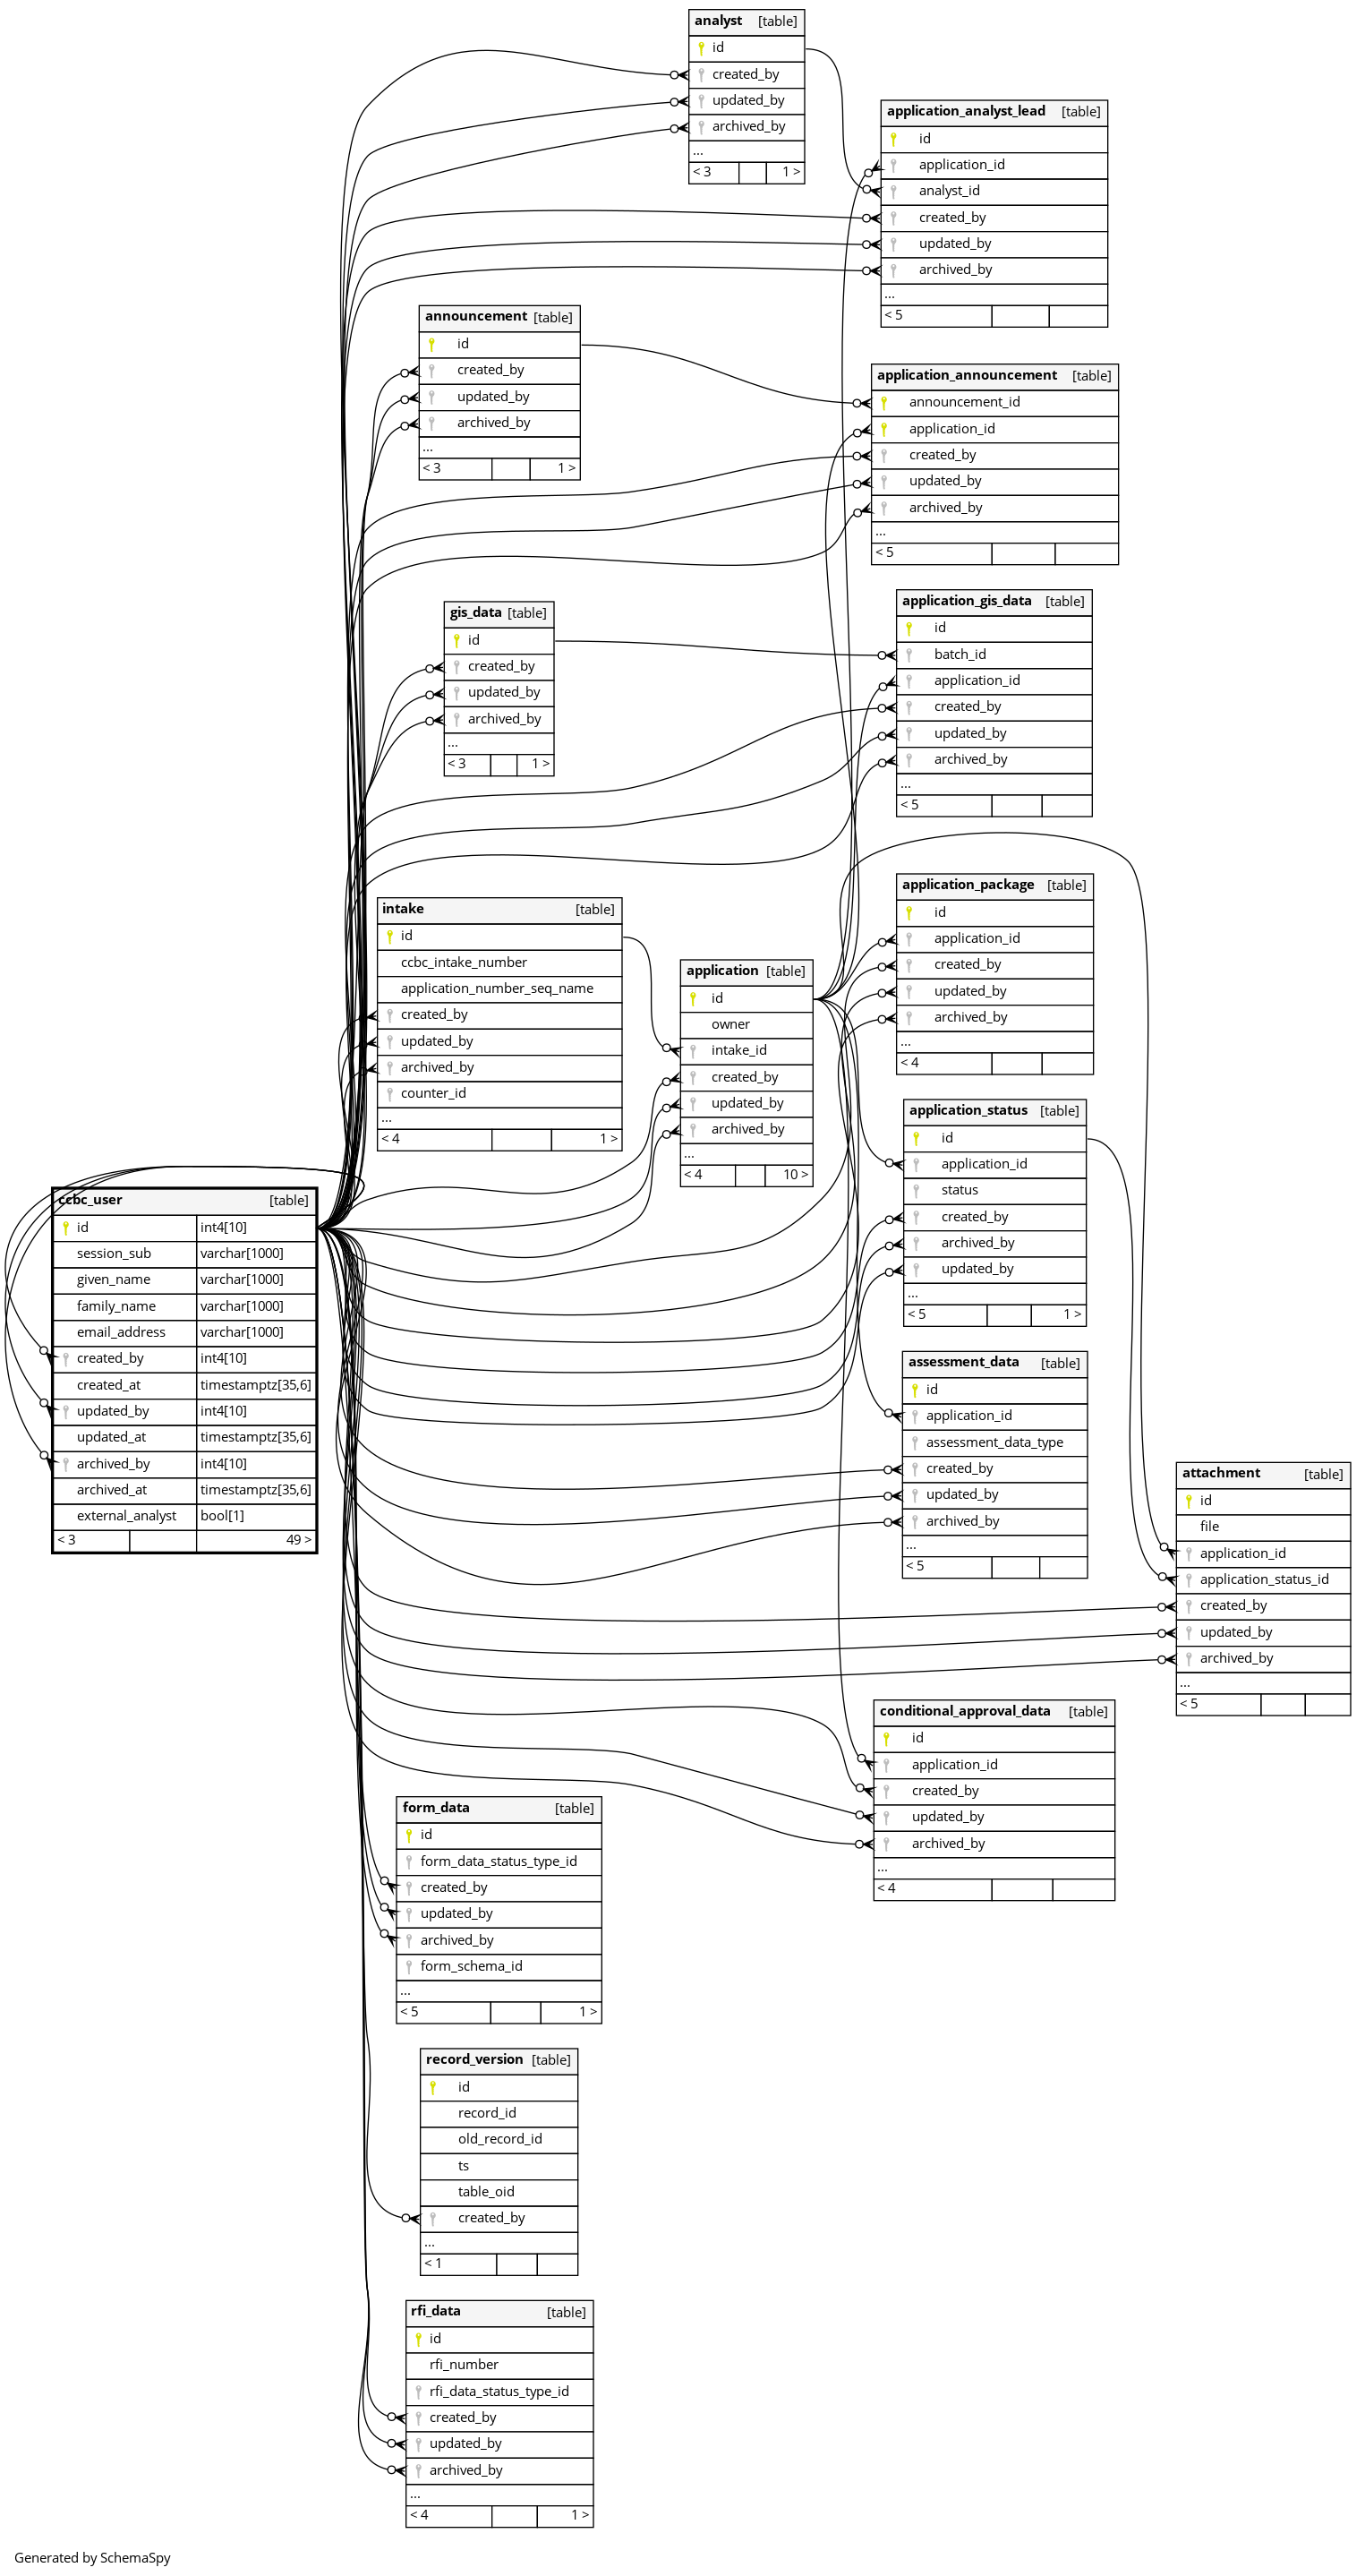 analyst [table]
id
created_by
updated_by
archived_by
...
< 3 1 >
application_analyst_lead [table]
id
application_id
analyst_id
created_by
updated_by
archived_by
...
< 5
announcement [table]
id
created_by
updated_by
archived_by
...
< 3 1 >
application_announcement [table]
announcement_id
application_id
created_by
updated_by
archived_by
...
< 5
gis_data [table]
id
created_by
updated_by
archived_by
...
< 3 1 >
application_gis_data [table]
id
batch_id
application_id
created_by
updated_by
archived_by
...
< 5
intake [table]
id
ccbc_intake_number
application_number_seq_name
created_by
updated_by
archived_by
counter_id
...
< 4 1 >
application [table]
id
owner
intake_id
created_by
updated_by
archived_by
...
< 4 10 >
application_package [table]
id
application_id
created_by
updated_by
archived_by
...
< 4
application_status [table]
id
application_id
status
created_by
archived_by
updated_by
...
< 5 1 >
ccbc_user [table]
id int4[10]
session_sub varchar[1000]
given_name varchar[1000]
family_name varchar[1000]
email_address varchar[1000]
created_by int4[10]
created_at timestamptz[35,6]
updated_by int4[10]
updated_at timestamptz[35,6]
archived_by int4[10]
archived_at timestamptz[35,6]
external_analyst bool[1]
< 3 49 >
assessment_data [table]
id
application_id
assessment_data_type
created_by
updated_by
archived_by
...
< 5
attachment [table]
id
file
application_id
application_status_id
created_by
updated_by
archived_by
...
< 5
conditional_approval_data [table]
id
application_id
created_by
updated_by
archived_by
...
< 4
form_data [table]
id
form_data_status_type_id
created_by
updated_by
archived_by
form_schema_id
...
< 5 1 >
record_version [table]
id
record_id
old_record_id
ts
table_oid
created_by
...
< 1
rfi_data [table]
id
rfi_number
rfi_data_status_type_id
created_by
updated_by
archived_by
...
< 4 1 >
Generated by SchemaSpy